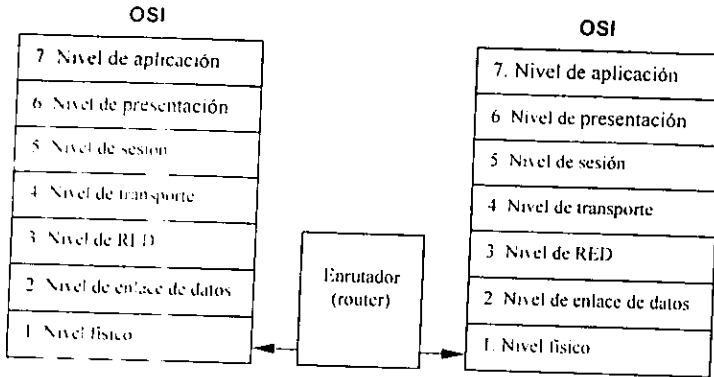 OSI
7 Nivel de aplicación
6 Nivel de presentación
5 Nivel de sesión
4 Nivel de transporte
3 Nivel de RED
2 Nivel de enlace de datos
1 Nivel físico
Enrutador
(router)
OSI
7. Nivel de aplicación
6 Nivel de presentación
5 Nivel de sesión
4 Nivel de transporte
3 Nivel de RED
2 Nivel de enlace de datos
1. Nivel físico